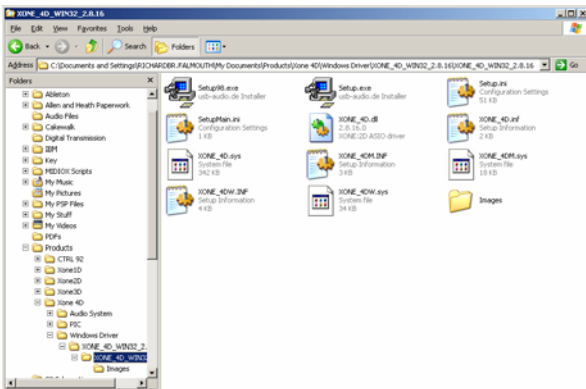 XONE_4D_WIN32_2.8.16
File Edit View Favorites Tools Help
Back Search Folders
Address C:\Documents and Settings\RICHARDBR.FALMOUTH\My Documents\Products\Xone 4D\Windows Driver\XONE_4D_WIN32_2.8.16\XONE_4D_WIN32_2.8.16 Go
Folders
Ableton
Allen and Heath Paperwork
Audio Files
Cakewalk
Digital Transmission
IBM
Key
MIDIOX Scripts
My Music
My Pictures
My PSP Files
My Stuff
My Videos
PDFs
Products
CTRL 92
Xone1D
Xone2D
Xone3D
Xone 4D
Audio System
PIC
Windows Driver
XONE_4D_WIN32_2.
XONE_4D_WIN32
Images
Setup98.exe
usb-audio.de Installer
Setup.exe
usb-audio.de Installer
Setup.ini
Configuration Settings
51 KB
SetupMain.ini
Configuration Settings
1 KB
XONE_4D.dll
2.8.16.0
XONE:2D ASIO driver
XONE_4D.inf
Setup Information
2 KB
XONE_4D.sys
System file
342 KB
XONE_4DM.INF
Setup Information
3 KB
XONE_4DM.sys
System file
18 KB
XONE_4DW.INF
Setup Information
4 KB
XONE_4DW.sys
System file
34 KB
Images